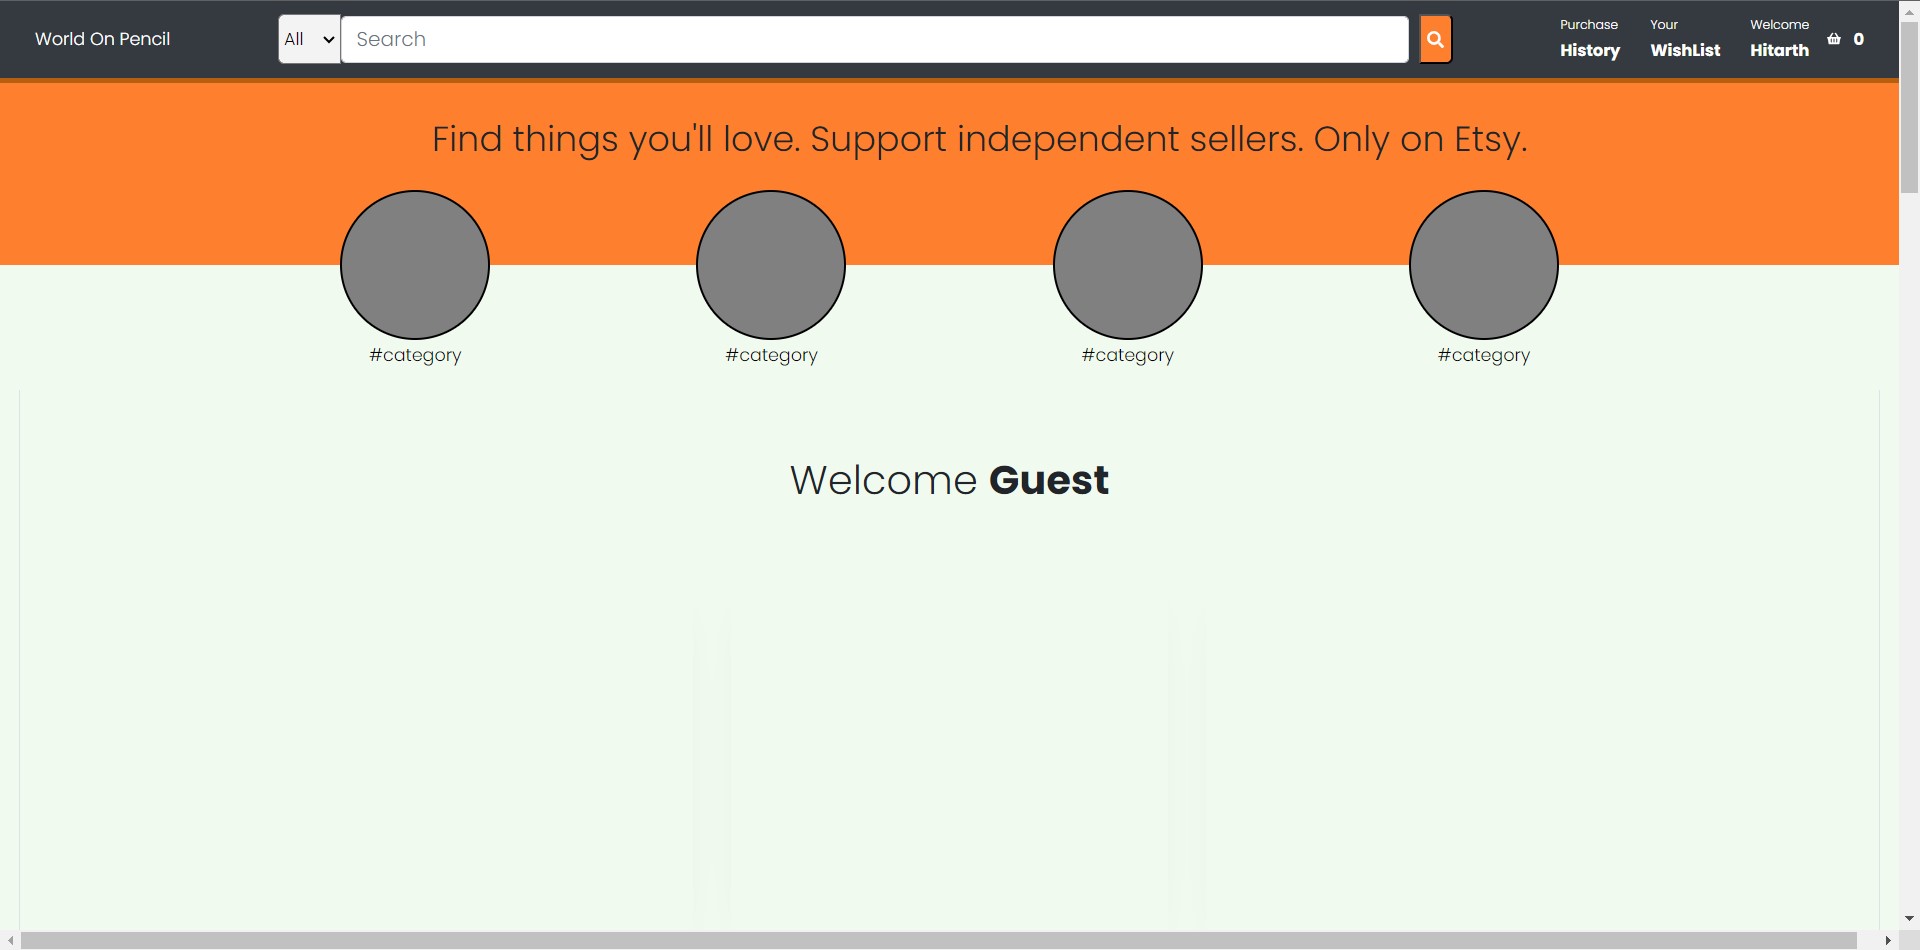 World On Pencil
All
Search
Purchase
History
Your
WishList
Welcome
Hitarth
0
Find things you'll love. Support independent sellers. Only on Etsy.
#category
#category
#category
#category
Welcome Guest